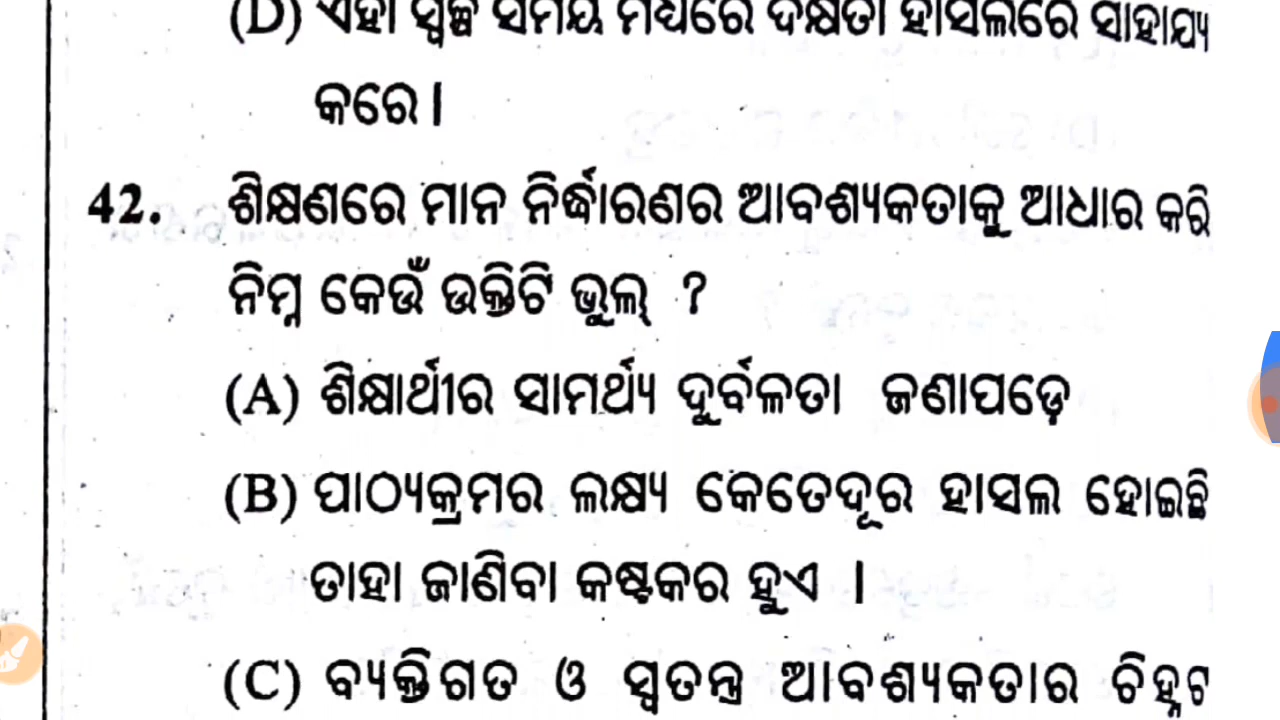 (D) ଏହା ସ୍ୱଳ୍ପ ସମୟ ମଧ୍ୟରେ ଦକ୍ଷତା ହାସଲରେ ସାହାଯ୍ୟ
କରେ ।
42. ଶିକ୍ଷଣରେ ମାନ ନିର୍ଦ୍ଧାରଣର ଆବଶ୍ୟକତାକୁ ଆଧାର କରି
ନିମ୍ନ କେଉଁ ଉକ୍ତିଟି ଭୁଲ୍ ?
(A) ଶିକ୍ଷାର୍ଥୀର ସାମର୍ଥ୍ୟ ଦୁର୍ବଳତା ଜଣାପଡ଼େ
(B) ପାଠ୍ୟକ୍ରମର ଲକ୍ଷ୍ୟ କେତେଦୂର ହାସଲ ହୋଇଛି
ତାହା ଜାଣିବା କଷ୍ଟକର ହୁଏ ।
(C) ବ୍ୟକ୍ତିଗତ ଓ ସ୍ୱତନ୍ତ୍ର ଆବଶ୍ୟକତାର ଚିହ୍ନଟ